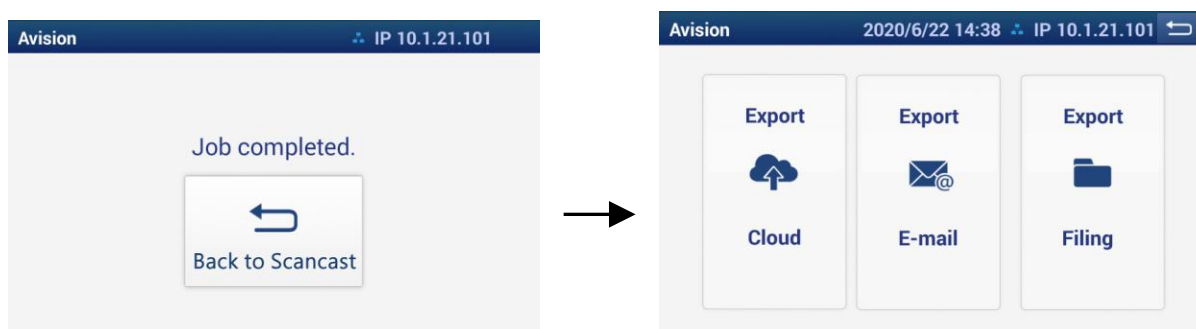 Avision IP 10.1.21.101
Job completed.
Back to Scancast
Avision 2020/6/22 14:38 IP 10.1.21.101
Export Export Export
@
Cloud E-mail Filing